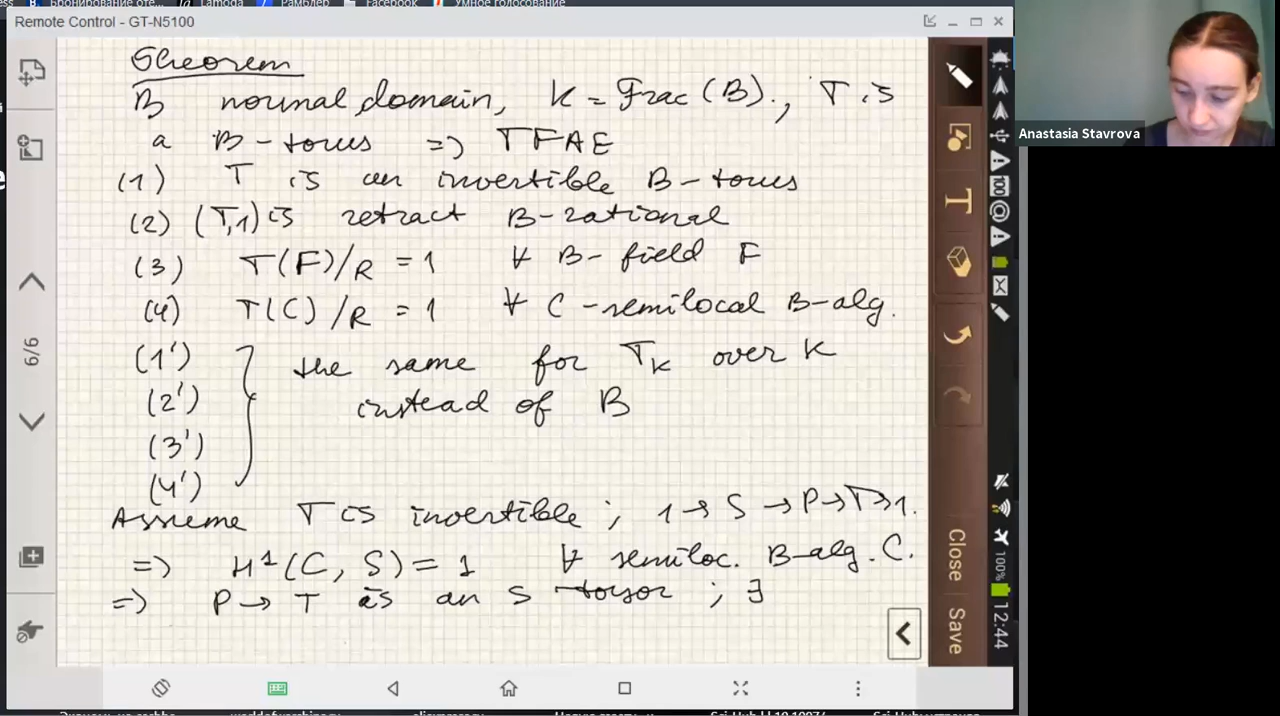 Remote Control - GT-N5100
Theorem
B normal domain, K = Frac(B)., T is
a B-torus => TFAE
(1) T is an invertible B-torus
(2) (T,1) is retract B-rational
(3) T(F)/R = 1 ∀ B-field F
(4) T(C)/R = 1 ∀ C-semilocal B-alg.
(1') } the same for T_K over K
(2') instead of B
(3')
(4')
Assume T is invertible ; 1 → S → P → T → 1.
=> H¹(C, S) = 1 ∀ semiloc. B-alg. C.
=> P → T is an S-torsor ; ∃
9/9
Close
Save
100%
12:44
Anastasia Stavrova